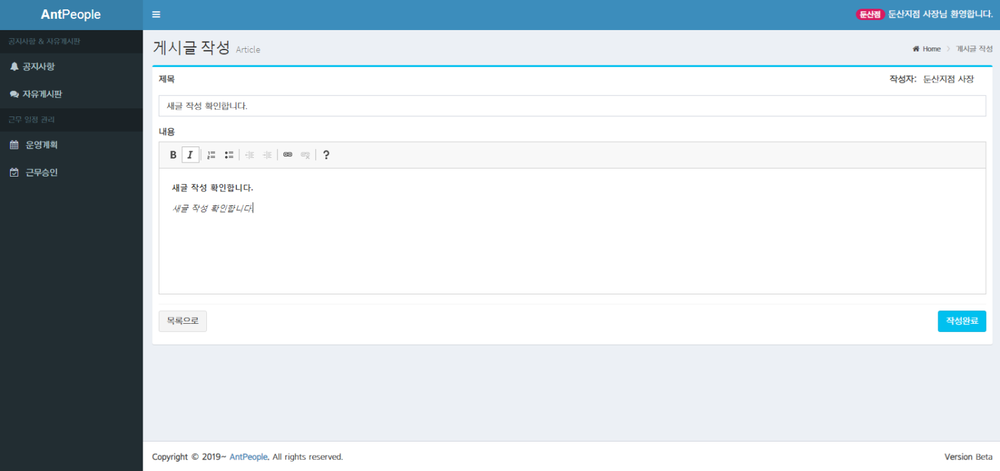 AntPeople
둔산점 둔산지점 사장님 환영합니다.
공지사항 & 자유게시판
공지사항
자유게시판
근무 일정 관리
운영계획
근무승인
게시글 작성 Article
Home > 게시글 작성
제목
작성자: 둔산지점 사장
새글 작성 확인합니다.
내용
B I ?
새글 작성 확인합니다.
새글 작성 확인합니다.
목록으로
작성완료
Copyright © 2019~ AntPeople. All rights reserved.
Version Beta